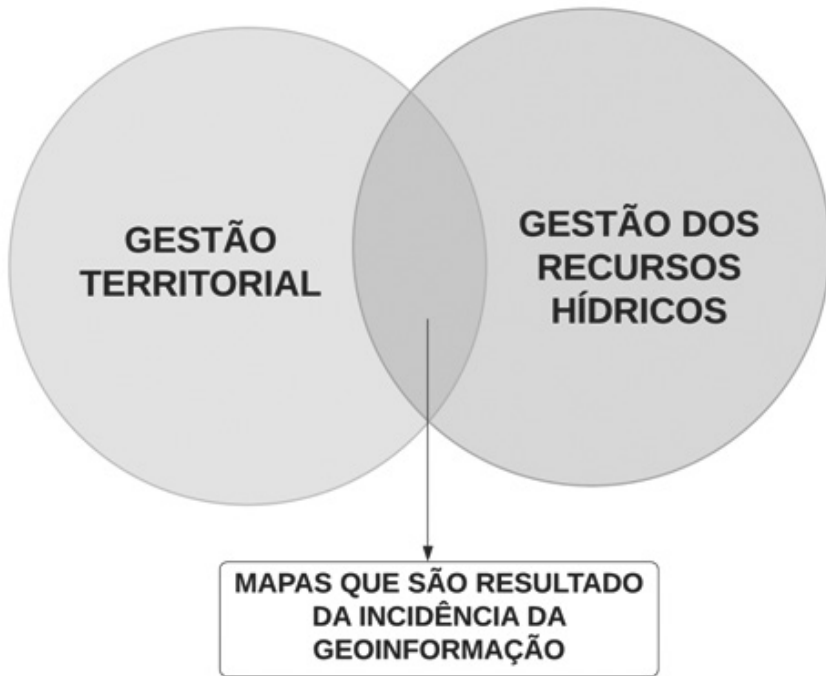 GESTÃO
TERRITORIAL
GESTÃO DOS
RECURSOS
HÍDRICOS
MAPAS QUE SÃO RESULTADO
DA INCIDÊNCIA DA
GEOINFORMAÇÃO